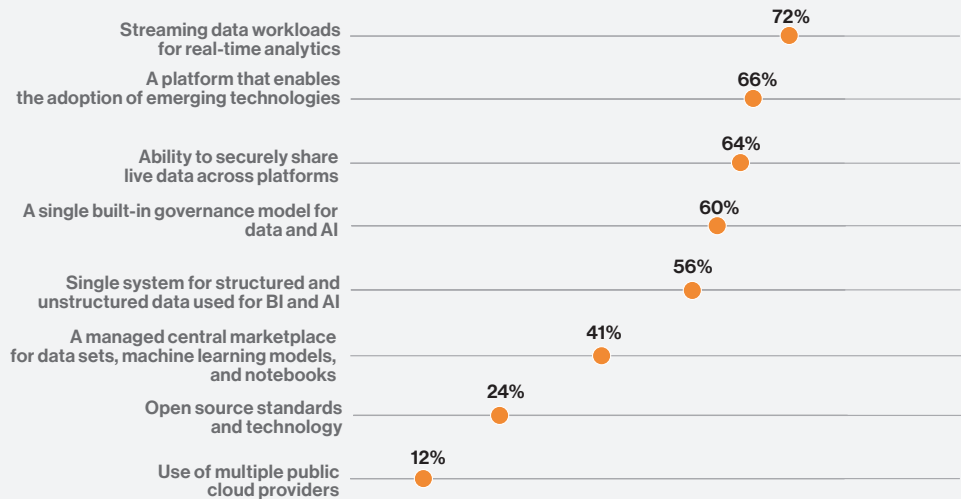 72%
Streaming data workloads
for real-time analytics
66%
A platform that enables
the adoption of emerging technologies
64%
Ability to securely share
live data across platforms
60%
A single built-in governance model for
data and AI
56%
Single system for structured and
unstructured data used for BI and AI
41%
A managed central marketplace
for data sets, machine learning models,
and notebooks
24%
Open source standards
and technology
12%
Use of multiple public
cloud providers